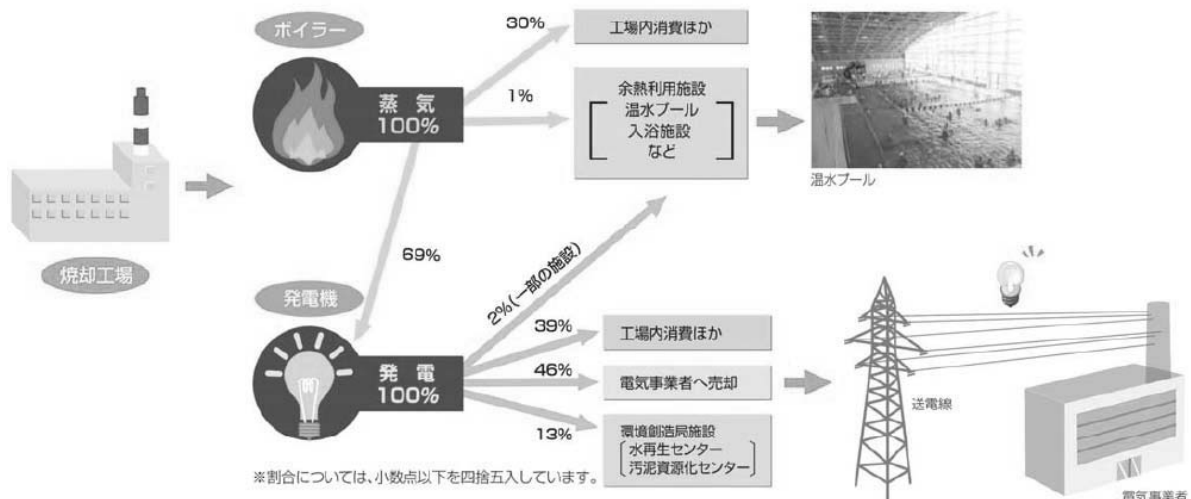 ボイラー
蒸気
100%
30%
工場内消費ほか
1%
余熱利用施設
温水プール
入浴施設
など
温水プール
焼却工場
69%
発電機
発電
100%
2%(一部の施設)
39%
工場内消費ほか
46%
電気事業者へ売却
13%
環境創造局施設
水再生センター
汚泥資源化センター
送電線
電気事業者
※割合については、小数点以下を四捨五入しています。